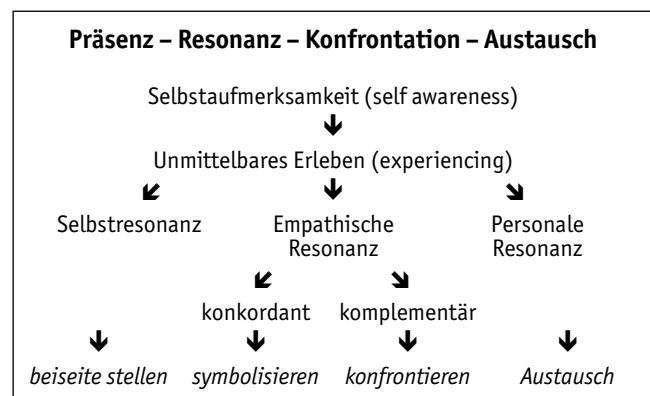 Präsenz – Resonanz – Konfrontation – Austausch
Selbstaufmerksamkeit (self awareness)
Unmittelbares Erleben (experiencing)
Selbstresonanz Empathische Resonanz Personale Resonanz
konkordant komplementär
beiseite stellen symbolisieren konfrontieren Austausch